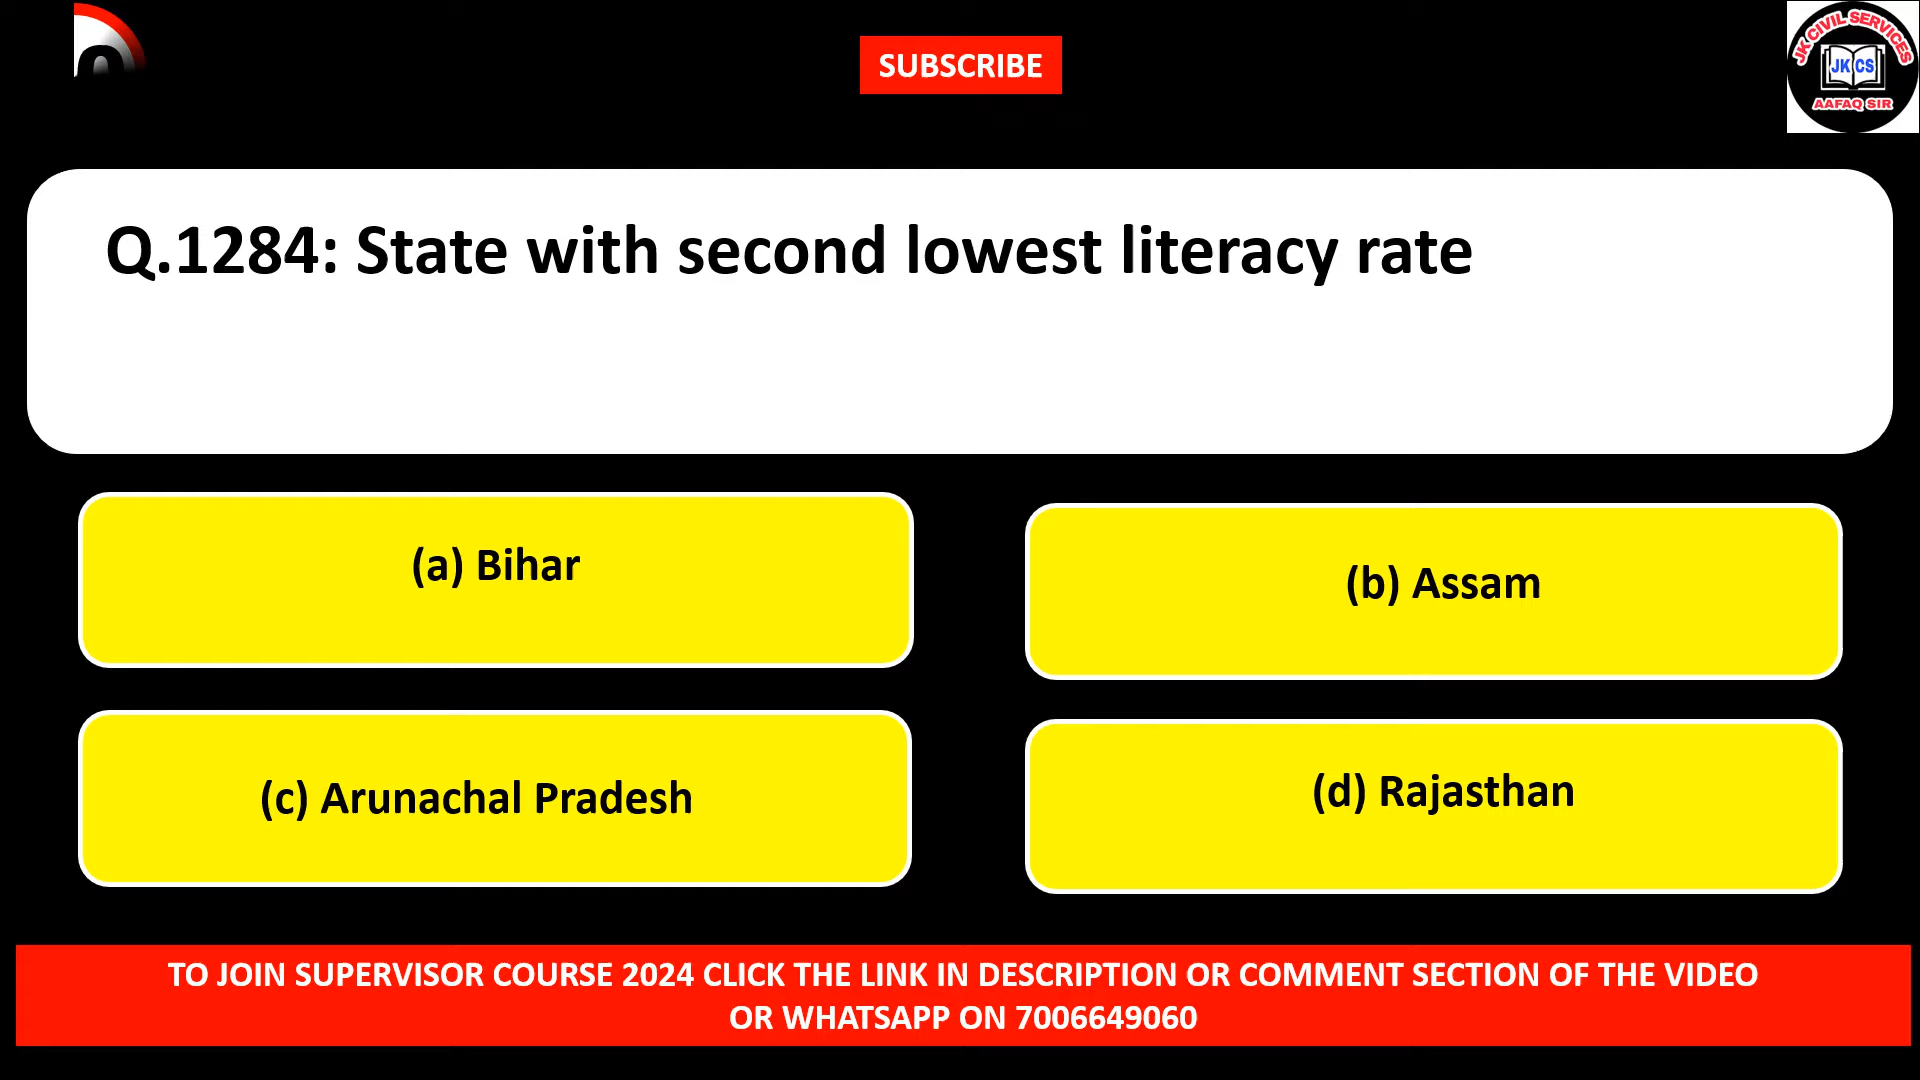 SUBSCRIBE
JK CIVIL SERVICES
JK CS
AAFAQ SIR
Q.1284: State with second lowest literacy rate
(a) Bihar
(b) Assam
(c) Arunachal Pradesh
(d) Rajasthan
TO JOIN SUPERVISOR COURSE 2024 CLICK THE LINK IN DESCRIPTION OR COMMENT SECTION OF THE VIDEO
OR WHATSAPP ON 7006649060